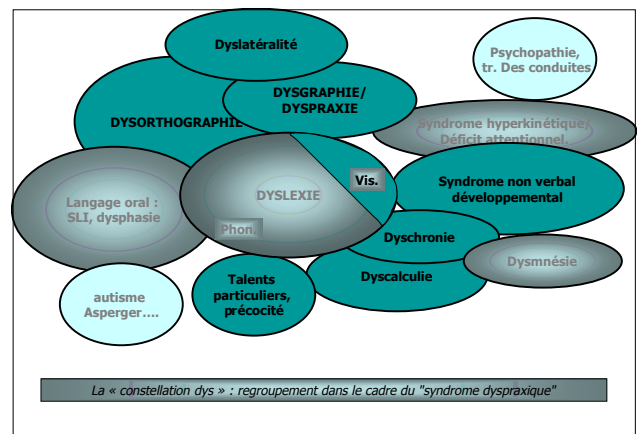 Dyslatéralité
Psychopathie,
tr. Des conduites
DYSGRAPHIE/
DYSPRAXIE
DYSORTHOGRAPHIE
Syndrome hyperkinétique/
Déficit attentionnel.
Vis.
Syndrome non verbal
développemental
Langage oral :
SLI, dysphasie
DYSLEXIE
Phon.
Dyschronie
Dysmnésie
Talents
particuliers,
précocité
Dyscalculie
autisme
Asperger….
La « constellation dys » : regroupement dans le cadre du "syndrome dyspraxique"